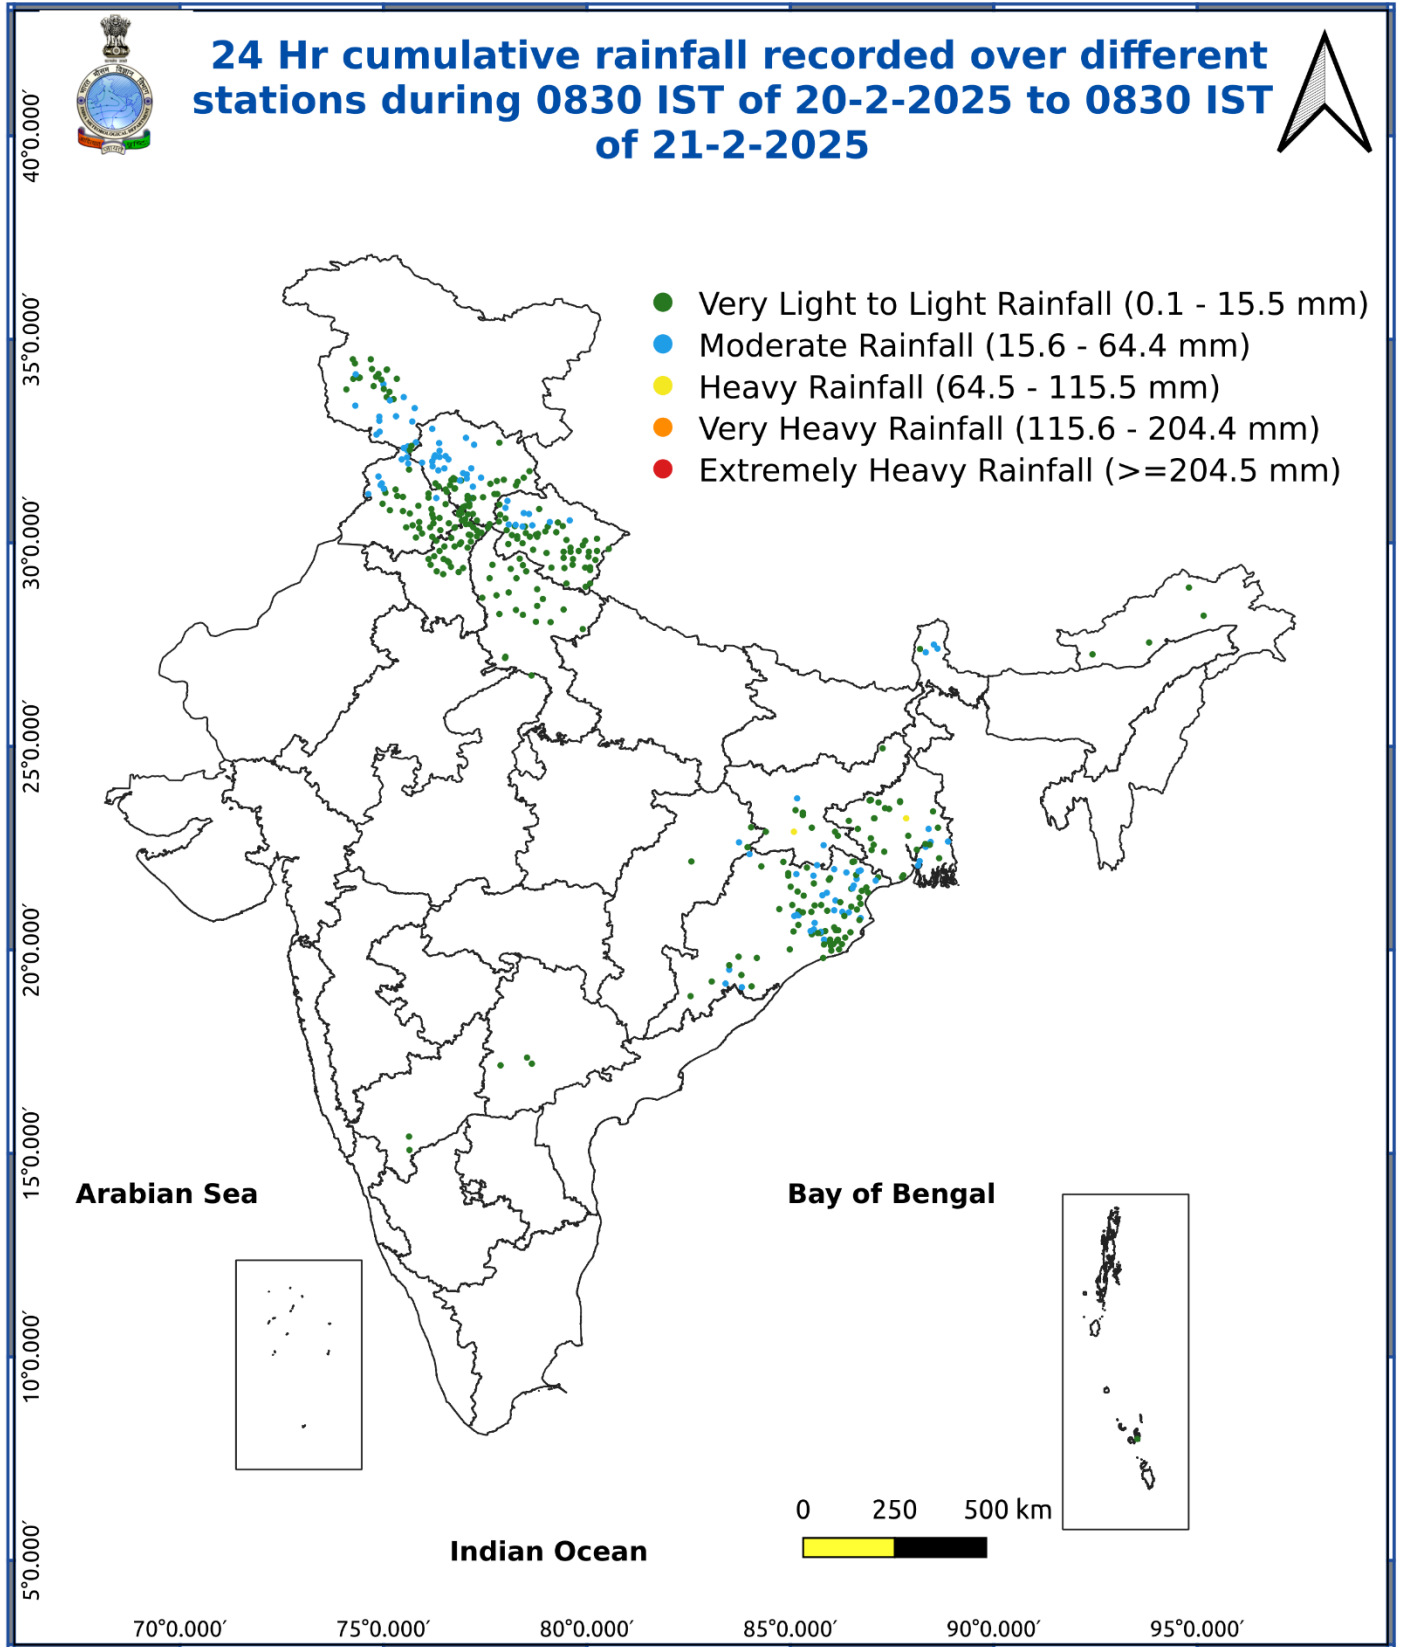 24 Hr cumulative rainfall recorded over different
stations during 0830 IST of 20-2-2025 to 0830 IST
of 21-2-2025
Very Light to Light Rainfall (0.1 - 15.5 mm)
Moderate Rainfall (15.6 - 64.4 mm)
Heavy Rainfall (64.5 - 115.5 mm)
Very Heavy Rainfall (115.6 - 204.4 mm)
Extremely Heavy Rainfall (>=204.5 mm)
40°0.000′
35°0.000′
30°0.000′
25°0.000′
20°0.000′
15°0.000′
10°0.000′
5°0.000′
Arabian Sea
Bay of Bengal
Indian Ocean
0 250 500 km
70°0.000′ 75°0.000′ 80°0.000′ 85°0.000′ 90°0.000′ 95°0.000′